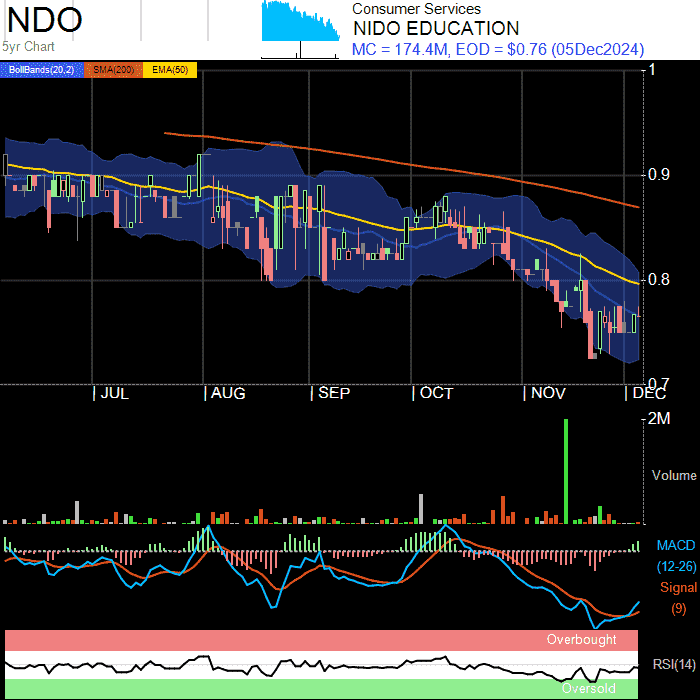 NDO
5yr Chart
Consumer Services
NIDO EDUCATION
MC = 174.4M, EOD = $0.76 (05Dec2024)
BollBands(20,2) SMA(200) EMA(50)
1
0.9
0.8
0.7
JUL AUG SEP OCT NOV DEC
2M
Volume
MACD
(12-26)
Signal
(9)
Overbought
RSI(14)
Oversold